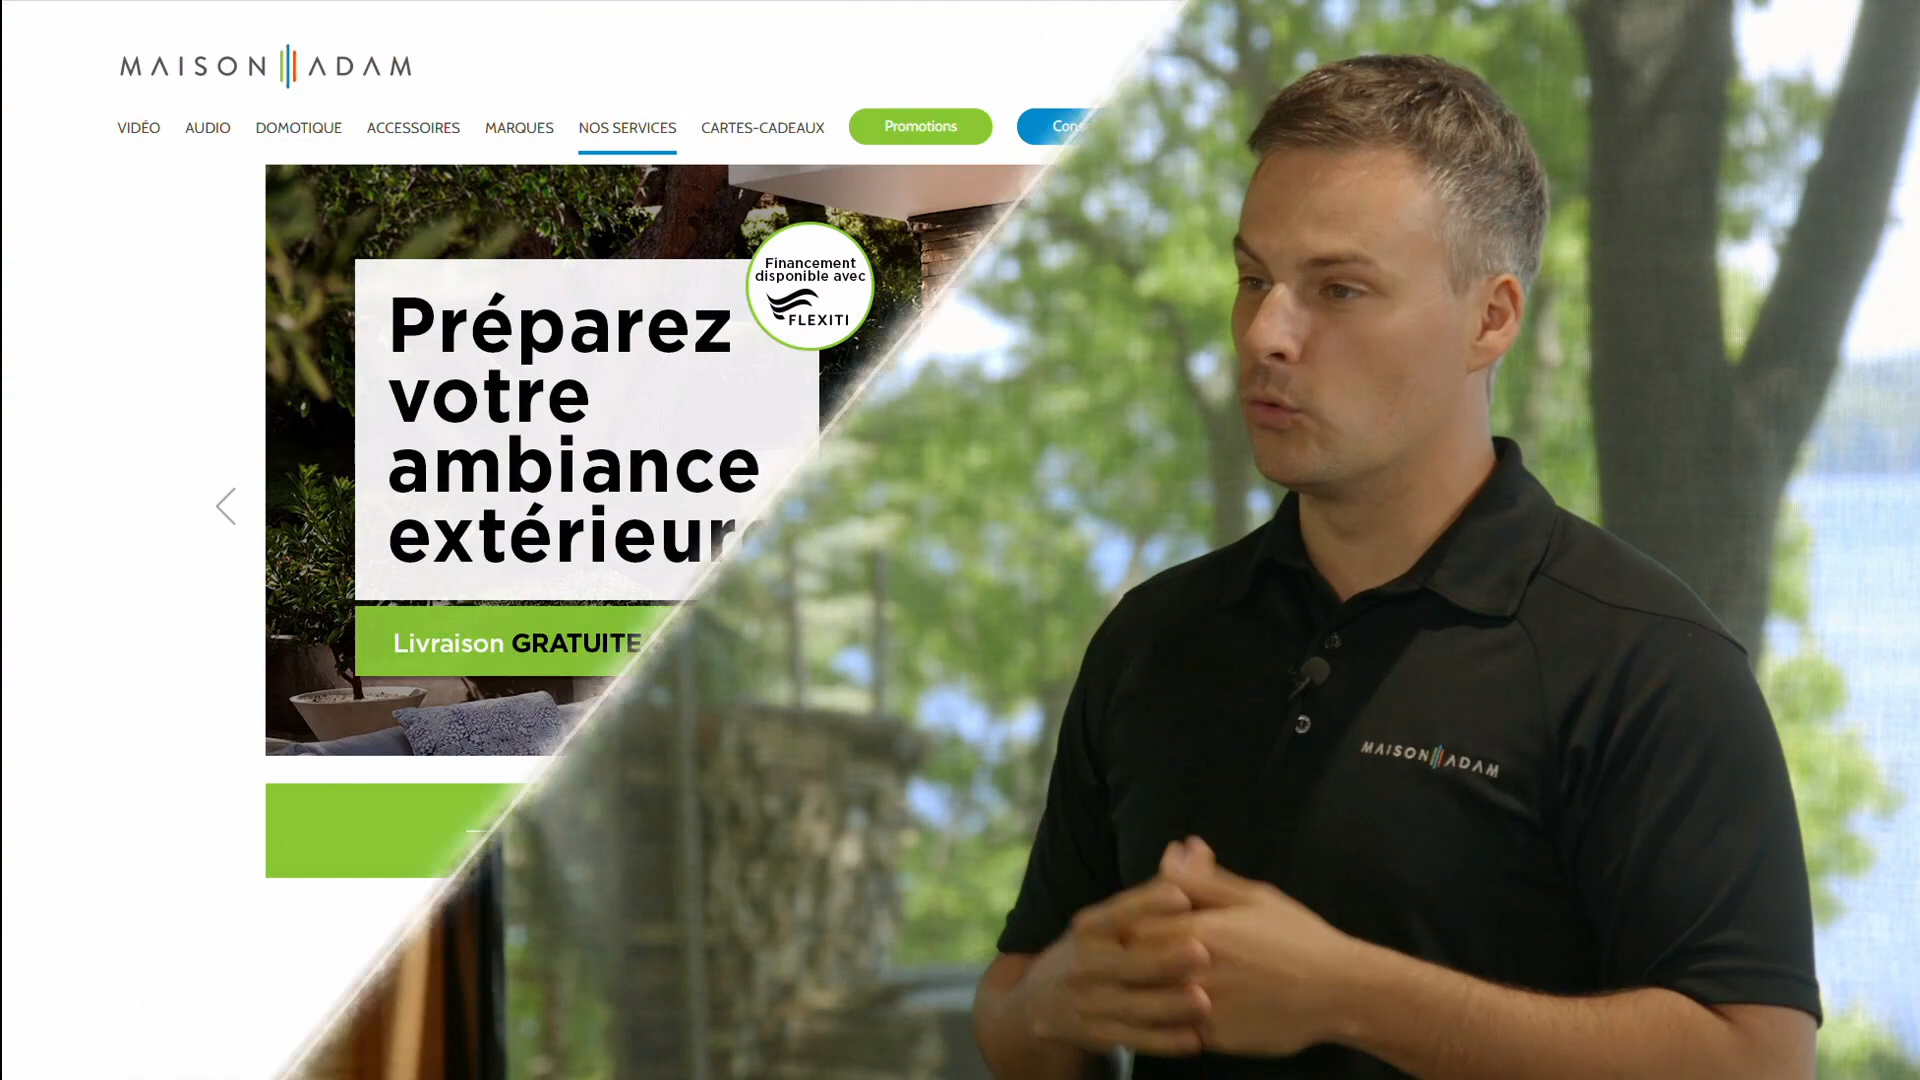 MAISON ADAM
VIDÉO AUDIO DOMOTIQUE ACCESSOIRES MARQUES NOS SERVICES CARTES-CADEAUX Promotions
Financement
disponible avec
FLEXITI
Préparez
votre
ambiance
extérieure
Livraison GRATUITE
MAISON ADAM